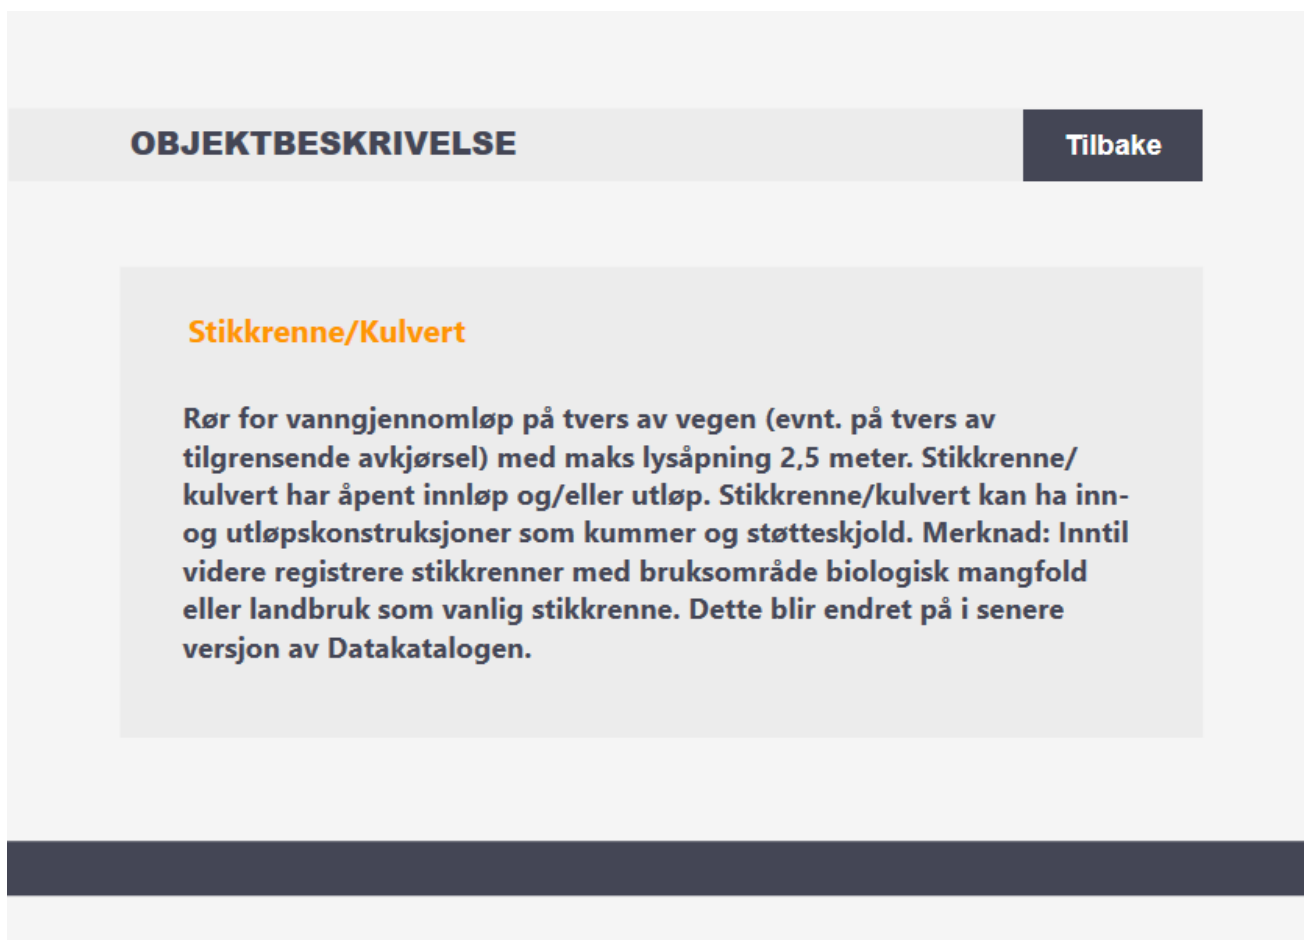 OBJEKTBESKRIVELSE
Tilbake
Stikkrenne/Kulvert
Rør for vanngjennomløp på tvers av vegen (evnt. på tvers av
tilgrensende avkjørsel) med maks lysåpning 2,5 meter. Stikkrenne/
kulvert har åpent innløp og/eller utløp. Stikkrenne/kulvert kan ha inn-
og utløpskonstruksjoner som kummer og støtteskjold. Merknad: Inntil
videre registrere stikkrenner med bruksområde biologisk mangfold
eller landbruk som vanlig stikkrenne. Dette blir endret på i senere
versjon av Datakatalogen.